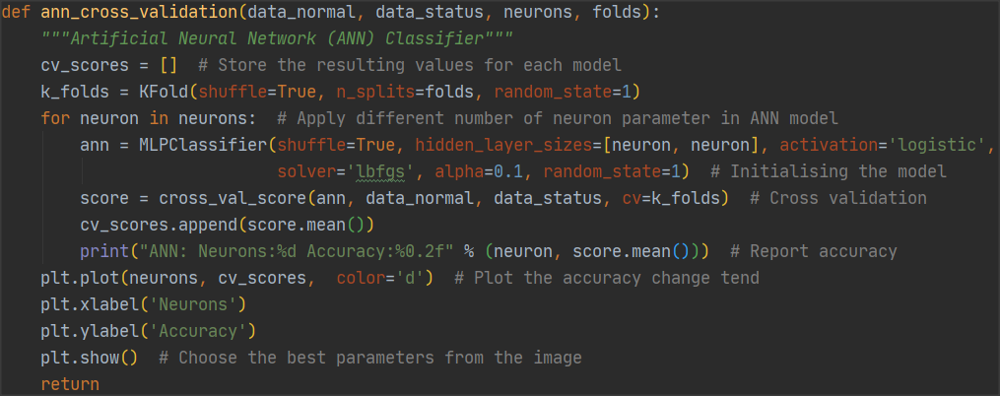 def ann_cross_validation(data_normal, data_status, neurons, folds):
    """Artificial Neural Network (ANN) Classifier"""
    cv_scores = []  # Store the resulting values for each model
    k_folds = KFold(shuffle=True, n_splits=folds, random_state=1)
    for neuron in neurons:  # Apply different number of neuron parameter in ANN model
        ann = MLPClassifier(shuffle=True, hidden_layer_sizes=[neuron, neuron], activation='logistic',
                            solver='lbfgs', alpha=0.1, random_state=1)  # Initialising the model
        score = cross_val_score(ann, data_normal, data_status, cv=k_folds)  # Cross validation
        cv_scores.append(score.mean())
        print("ANN: Neurons:%d Accuracy:%0.2f" % (neuron, score.mean()))  # Report accuracy
    plt.plot(neurons, cv_scores,  color='d')  # Plot the accuracy change tend
    plt.xlabel('Neurons')
    plt.ylabel('Accuracy')
    plt.show()  # Choose the best parameters from the image
    return